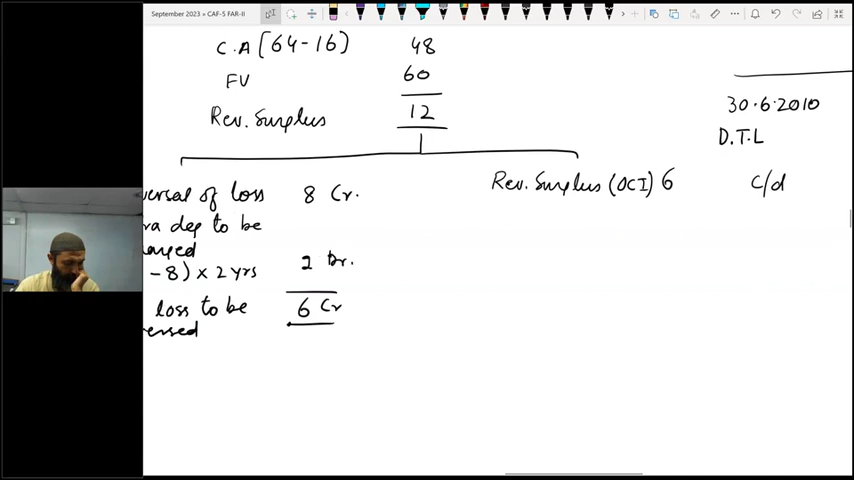 September 2023 » CAF-5 FAR-II
C.A [64-16] 48
FV 60
Rev. Surplus 12
30.6.2010
D.T.L
versal of loss 8 Cr.
Rev. Surplus (OCI) 6
c/d
ra dep to be
-8) x 2 yrs 2 Dr.
loss to be 6 Cr
ersed